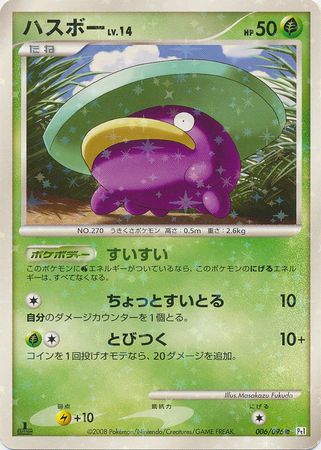 ハスボー LV.14 HP 50
たね
NO.270 うきくさポケモン 高さ : 0.5m 重さ : 2.6kg
ポケボディー すいすい
このポケモンにエネルギーがついているなら、このポケモンのにげるエネルギー
は、すべてなくなる。
ちょっとすいとる 10
自分のダメージカウンターを1個とる。
とびつく 10+
コインを1回投げオモテなら、20ダメージを追加。
Illus. Masakazu Fukuda
弱点 +10 抵抗力 にげる
1 ©2008 Pokémon/Nintendo/Creatures/GAME FREAK. 006/096 Pt1